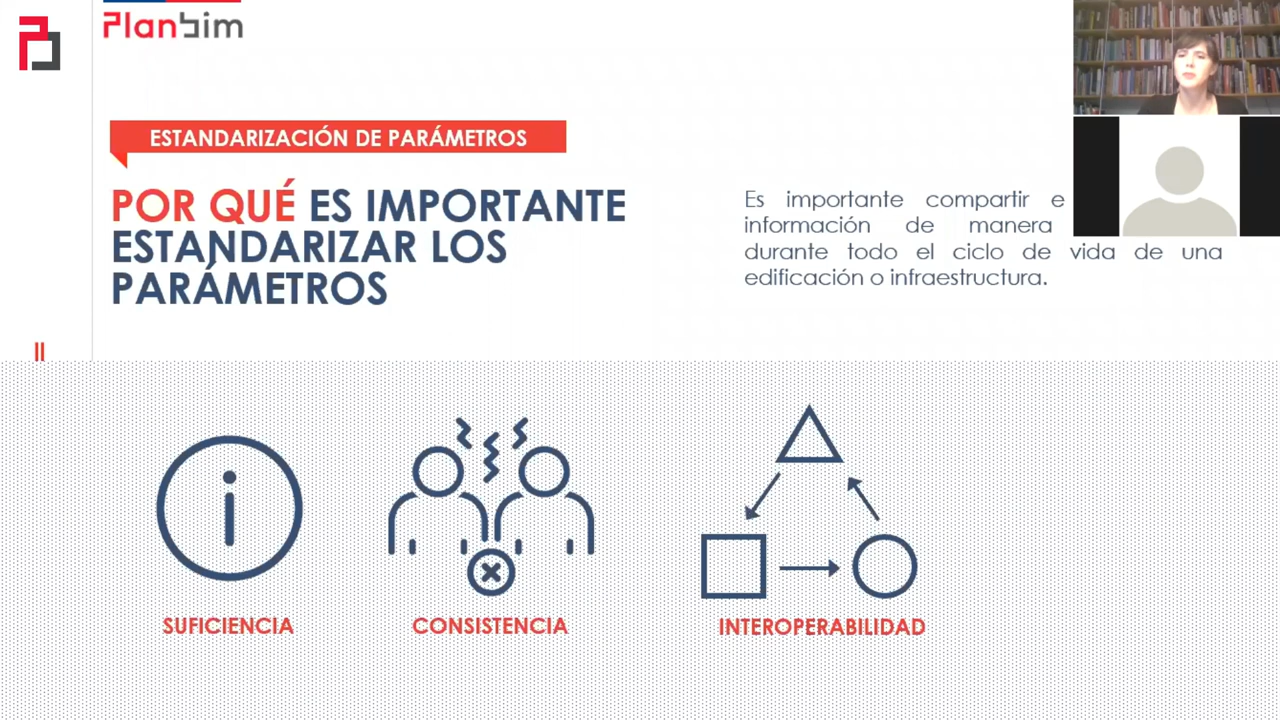 Planbim
ESTANDARIZACIÓN DE PARÁMETROS
POR QUÉ ES IMPORTANTE
ESTANDARIZAR LOS
PARÁMETROS
Es importante compartir e
información de manera
durante todo el ciclo de vida de una
edificación o infraestructura.
SUFICIENCIA
CONSISTENCIA
INTEROPERABILIDAD